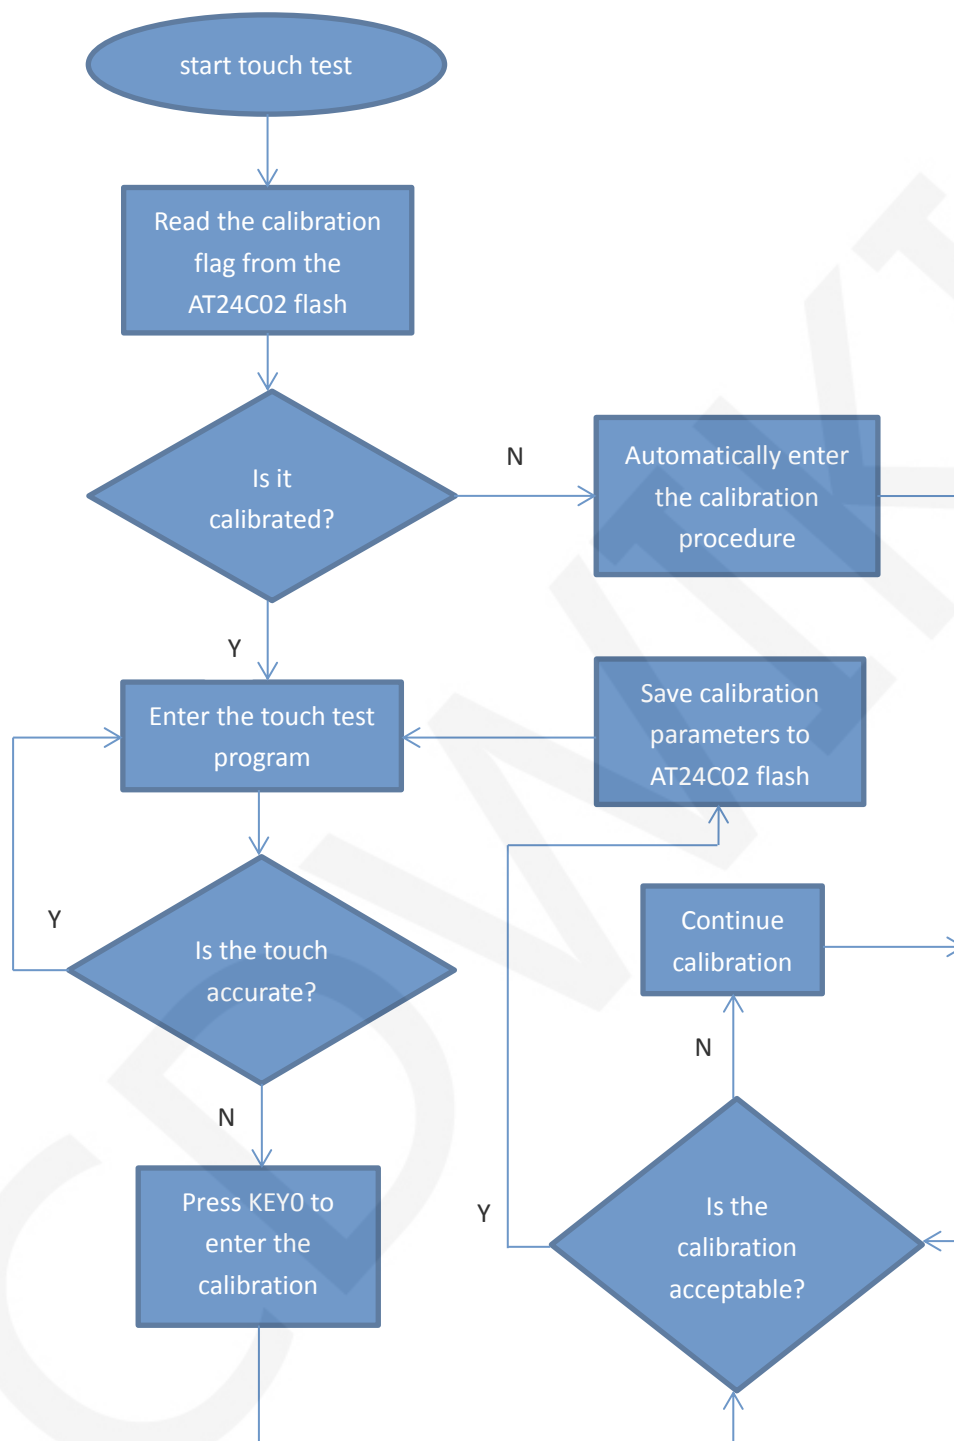 start touch test
Read the calibration
flag from the
AT24C02 flash
Is it
calibrated?
N
Automatically enter
the calibration
procedure
Y
Enter the touch test
program
Save calibration
parameters to
AT24C02 flash
Y
Is the touch
accurate?
Continue
calibration
N
N
Press KEY0 to
enter the
calibration
Y
Is the
calibration
acceptable?